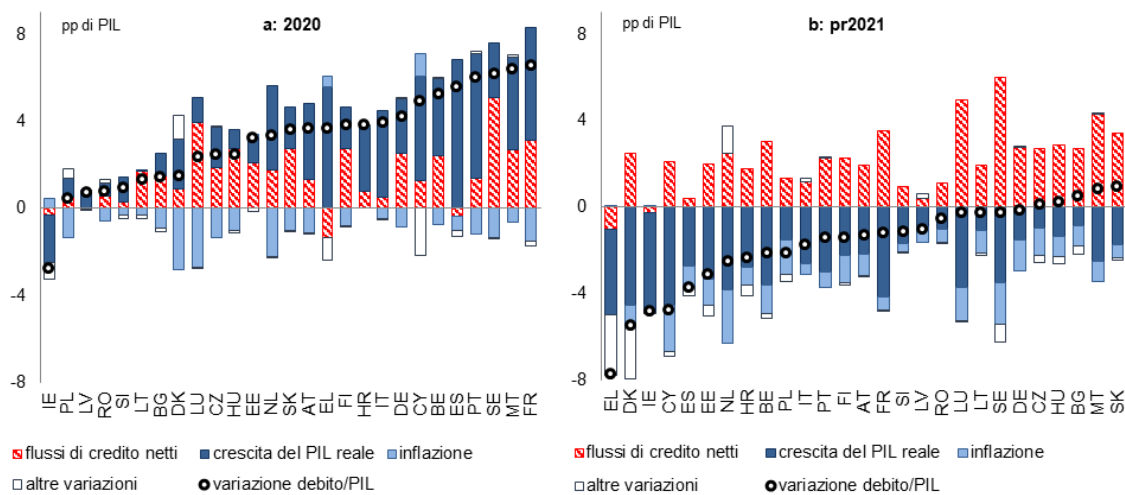 pp di PIL
a: 2020
8
4
0
-4
-8
IE PL LV RO SI LT BG DK LU CZ HU EE NL SK AT EL FI HR IT DE CY BE ES PT SE MT FR
flussi di credito netti crescita del PIL reale inflazione
altre variazioni variazione debito/PIL
pp di PIL
b: pr2021
8
4
0
-4
-8
EL DK IE CY ES EE NL HR BE PL IT PT FI AT FR SI LV RO LU LT SE DE CZ HU BG MT SK
flussi di credito netti crescita del PIL reale inflazione
altre variazioni variazione debito/PIL